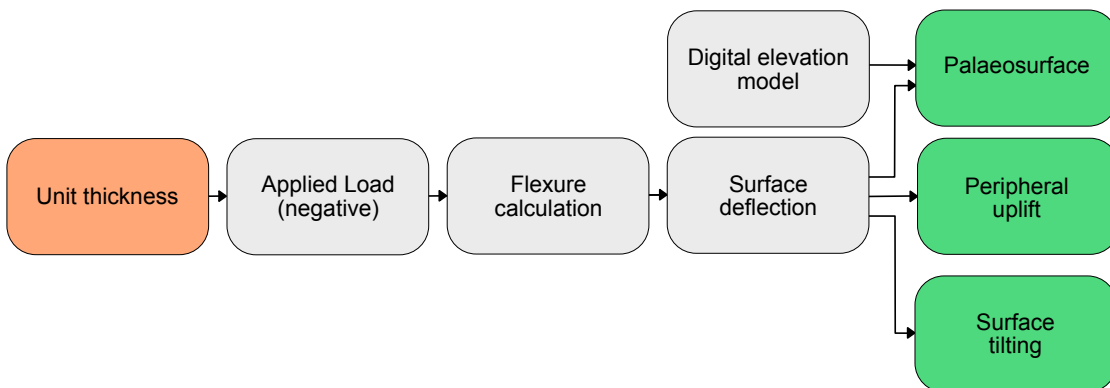 Digital elevation
model
Palaeosurface
Unit thickness
Applied Load
(negative)
Flexure
calculation
Surface
deflection
Peripheral
uplift
Surface
tilting